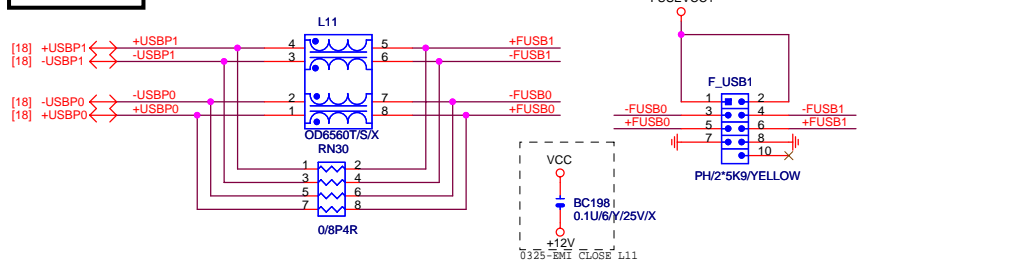 L11
[18] +USBP1 +USBP1 4 5 +FUSB1
[18] -USBP1 -USBP1 3 6 -FUSB1
[18] -USBP0 -USBP0 2 7 -FUSB0
[18] +USBP0 +USBP0 1 8 +FUSB0
OD6560T/S/X
RN30
1 2
3 4
5 6
7 8
0/8P4R
VCC
BC198
0.1U/6/Y/25V/X
+12V
0325-EMI CLOSE L11
F_USB1
1 2
-FUSB0 3 4 -FUSB1
+FUSB0 5 6 +FUSB1
7 8
10
PH/2*5K9/YELLOW